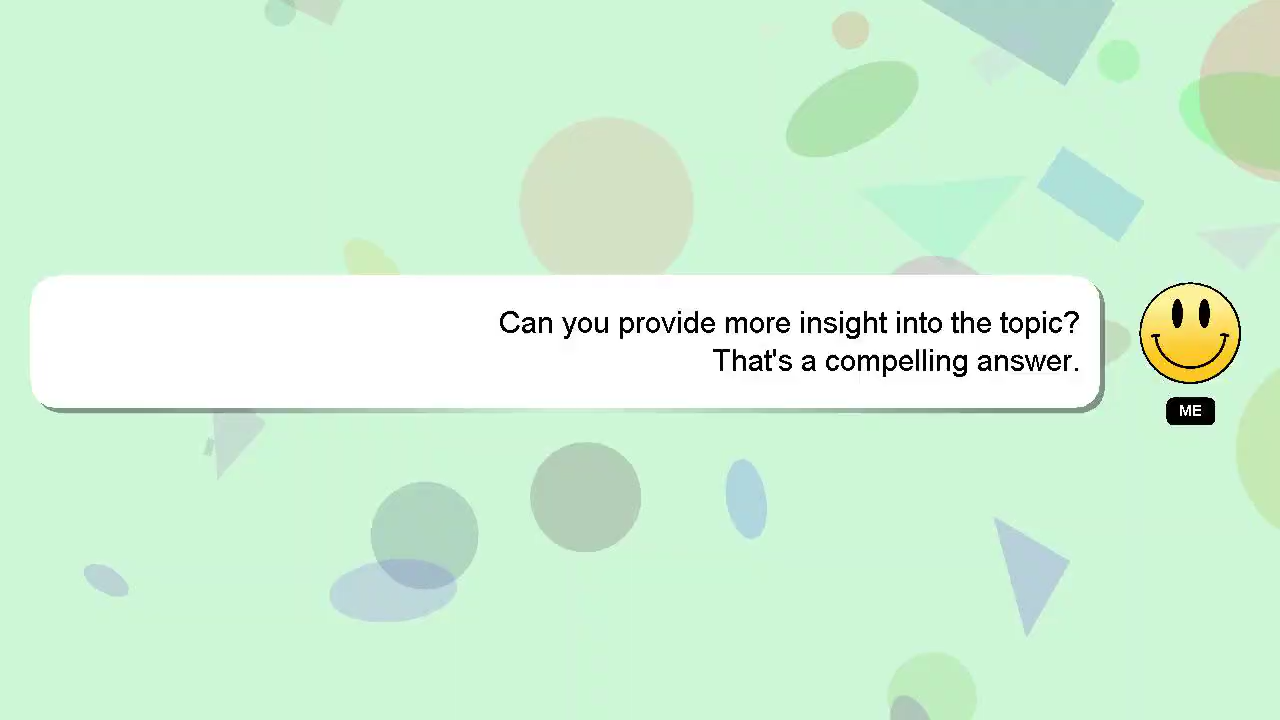 Can you provide more insight into the topic?
That's a compelling answer.
ME